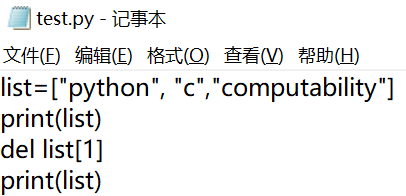 test.py - 记事本
文件(F) 编辑(E) 格式(O) 查看(V) 帮助(H)
list=["python", "c","computability"]
print(list)
del list[1]
print(list)